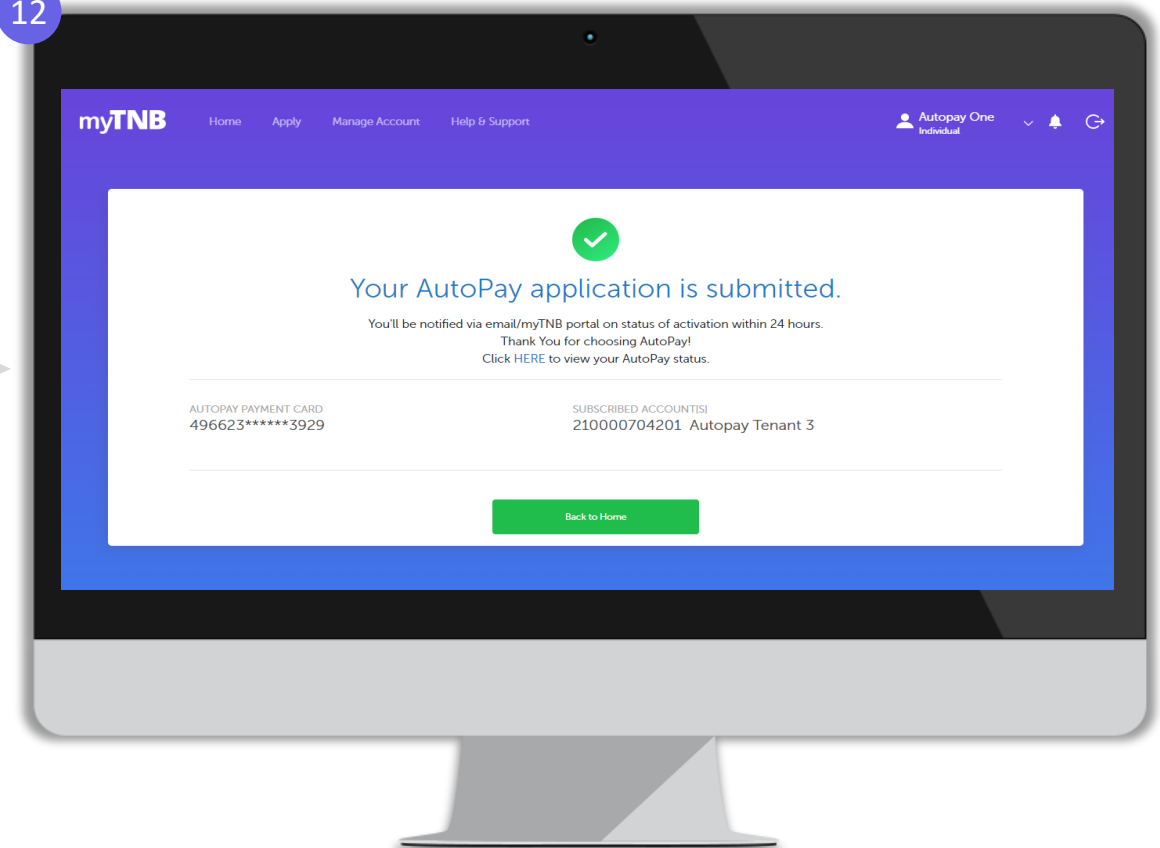 12
myTNB Home Apply Manage Account Help & Support Autopay One
Individual
Your AutoPay application is submitted.
You'll be notified via email/myTNB portal on status of activation within 24 hours.
Thank You for choosing AutoPay!
Click HERE to view your AutoPay status.
AUTOPAY PAYMENT CARD SUBSCRIBED ACCOUNT[S]
496623******3929 210000704201 Autopay Tenant 3
Back to Home